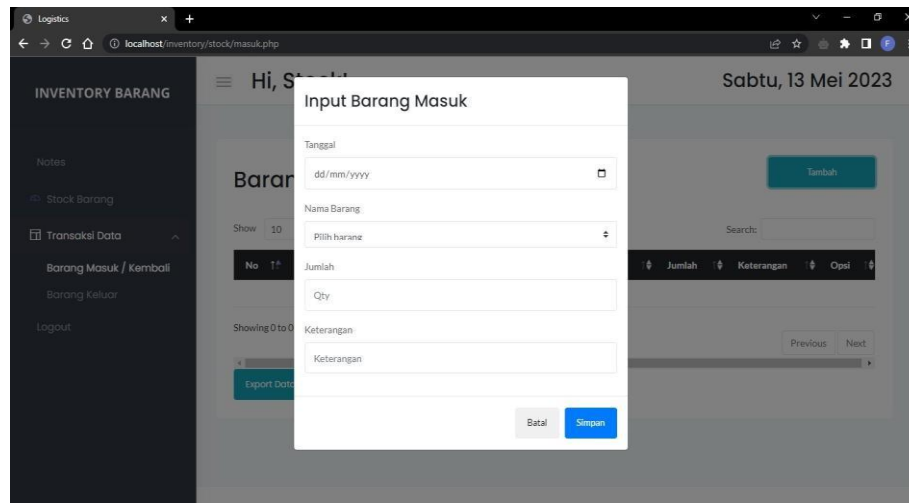 Logistics
localhost/inventory/stock/masuk.php
F
INVENTORY BARANG
Hi, Stock!
Sabtu, 13 Mei 2023
Notes
Stock Barang
Transaksi Data
Barang Masuk / Kembali
Barang Keluar
Logout
Baran
Tambah
Show 10
Search:
No
Jumlah
Keterangan
Opsi
Showing 0 to 0
Previous
Next
Export Data
Input Barang Masuk
Tanggal
dd/mm/yyyy
Nama Barang
Pilih barang
Jumlah
Qty
Keterangan
Keterangan
Batal
Simpan